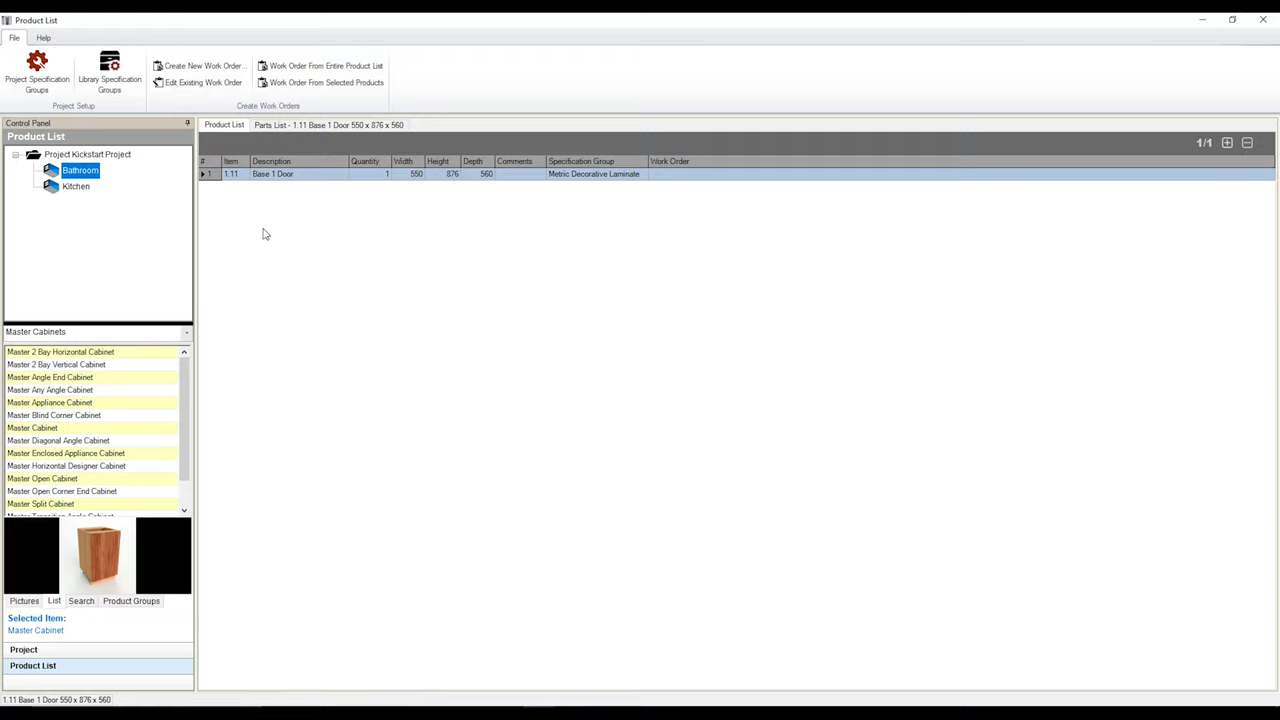 Product List
File Help
Project Specification Groups
Library Specification Groups
Create New Work Order...
Edit Existing Work Order
Work Order From Entire Product List
Work Order From Selected Products
Project Setup
Create Work Orders
Control Panel
Product List
Project Kickstart Project
Bathroom
Kitchen
Product List Parts List - 1.11 Base 1 Door 550 x 876 x 560
1/1
# Item Description Quantity Width Height Depth Comments Specification Group Work Order
1 1.11 Base 1 Door 1 550 876 560 Metric Decorative Laminate
Master Cabinets
Master 2 Bay Horizontal Cabinet
Master 2 Bay Vertical Cabinet
Master Angle End Cabinet
Master Any Angle Cabinet
Master Appliance Cabinet
Master Blind Corner Cabinet
Master Cabinet
Master Diagonal Angle Cabinet
Master Enclosed Appliance Cabinet
Master Horizontal Designer Cabinet
Master Open Cabinet
Master Open Corner End Cabinet
Master Split Cabinet
Master Transition Angle Cabinet
Pictures List Search Product Groups
Selected Item:
Master Cabinet
Project
Product List
1.11 Base 1 Door 550 x 876 x 560